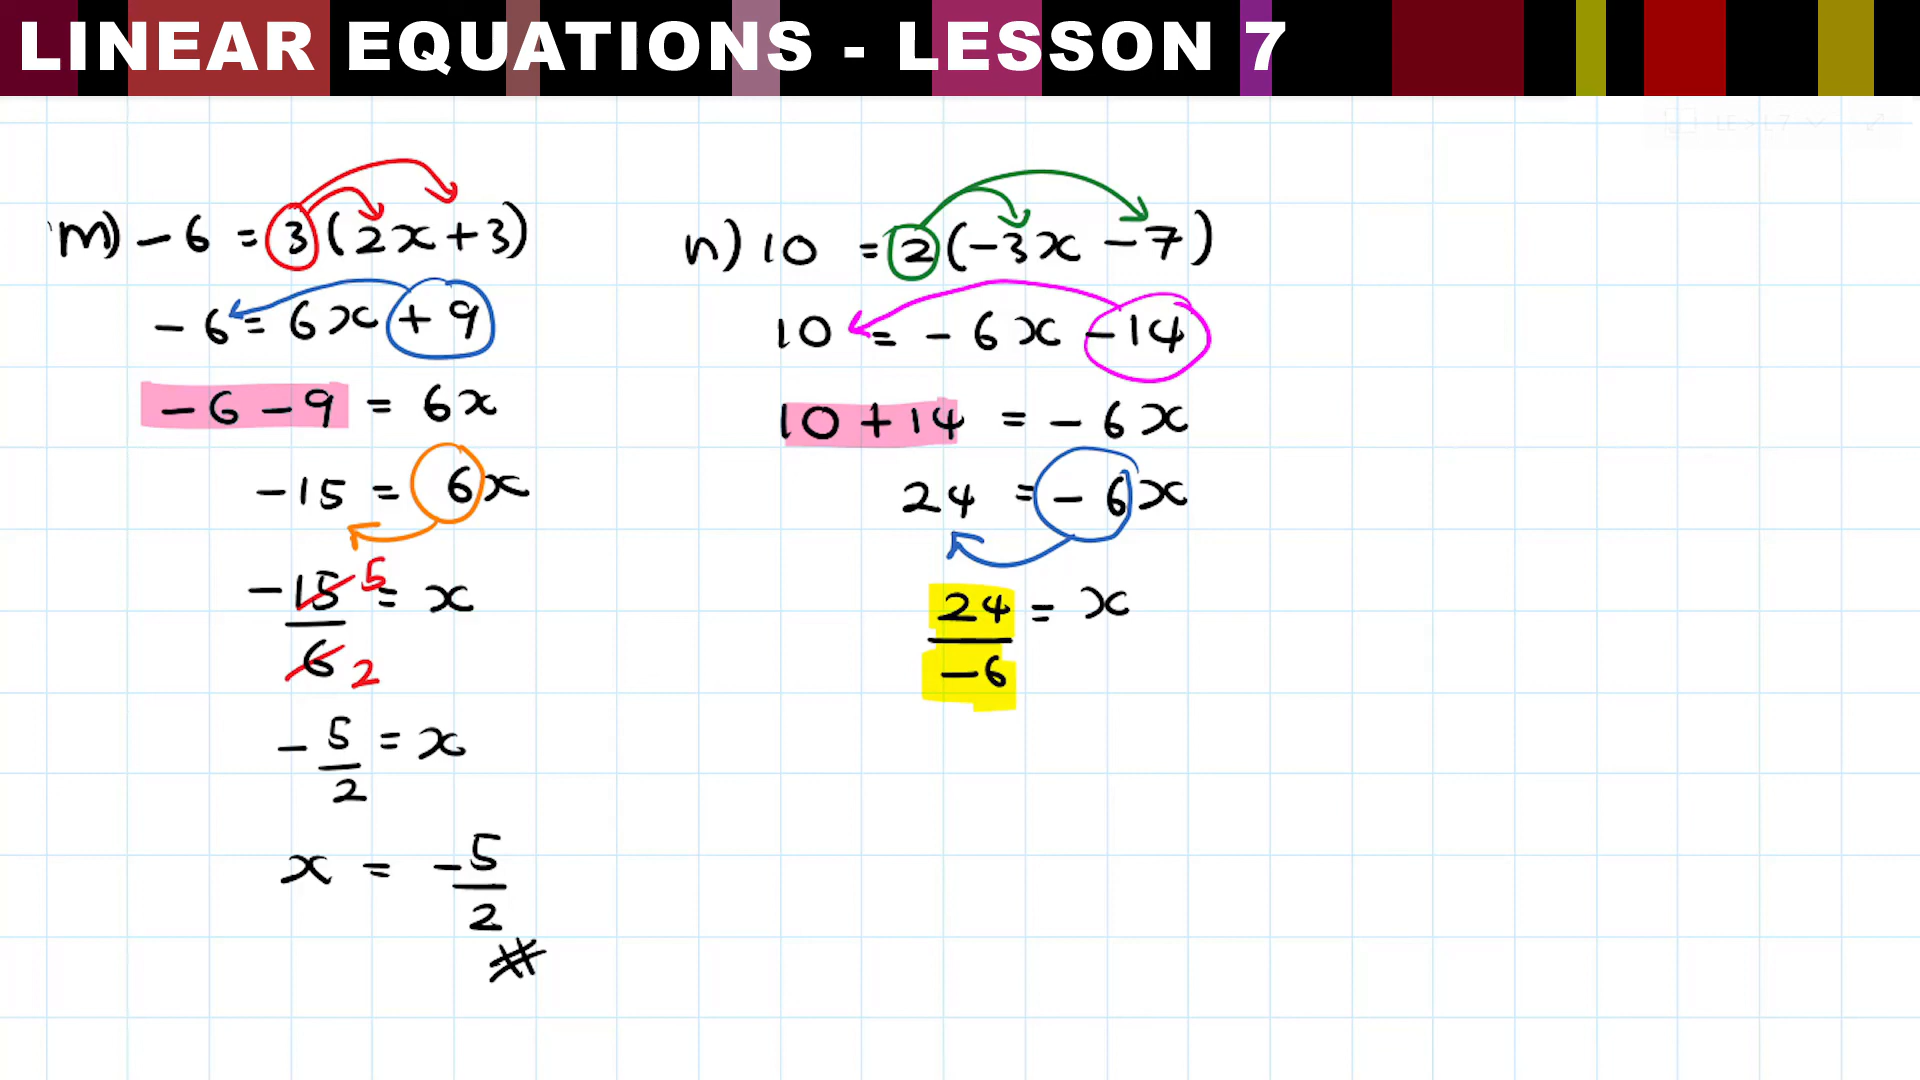 LINEAR EQUATIONS - LESSON 7
m) -6 = 3(2x+3)
-6 = 6x + 9
-6 - 9 = 6x
-15 = 6x
-15 5 = x
6 2
-5 = x
2
x = -5
2
#
n) 10 = 2(-3x -7)
10 = -6x -14
10 + 14 = -6x
24 = -6x
24 = x
-6